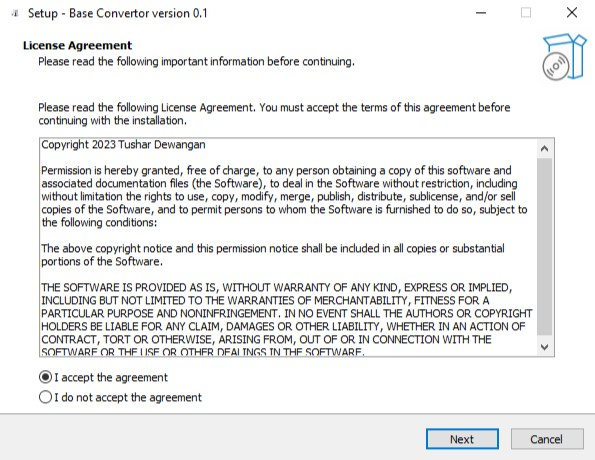 Setup - Base Convertor version 0.1
License Agreement
Please read the following important information before continuing.
Please read the following License Agreement. You must accept the terms of this agreement before
continuing with the installation.
Copyright 2023 Tushar Dewangan
Permission is hereby granted, free of charge, to any person obtaining a copy of this software and
associated documentation files (the Software), to deal in the Software without restriction, including
without limitation the rights to use, copy, modify, merge, publish, distribute, sublicense, and/or sell
copies of the Software, and to permit persons to whom the Software is furnished to do so, subject to
the following conditions:
The above copyright notice and this permission notice shall be included in all copies or substantial
portions of the Software.
THE SOFTWARE IS PROVIDED AS IS, WITHOUT WARRANTY OF ANY KIND, EXPRESS OR IMPLIED,
INCLUDING BUT NOT LIMITED TO THE WARRANTIES OF MERCHANTABILITY, FITNESS FOR A
PARTICULAR PURPOSE AND NONINFRINGEMENT. IN NO EVENT SHALL THE AUTHORS OR COPYRIGHT
HOLDERS BE LIABLE FOR ANY CLAIM, DAMAGES OR OTHER LIABILITY, WHETHER IN AN ACTION OF
CONTRACT, TORT OR OTHERWISE, ARISING FROM, OUT OF OR IN CONNECTION WITH THE
SOFTWARE OR THE USE OR OTHER DEALINGS IN THE SOFTWARE.
I accept the agreement
I do not accept the agreement
Next
Cancel